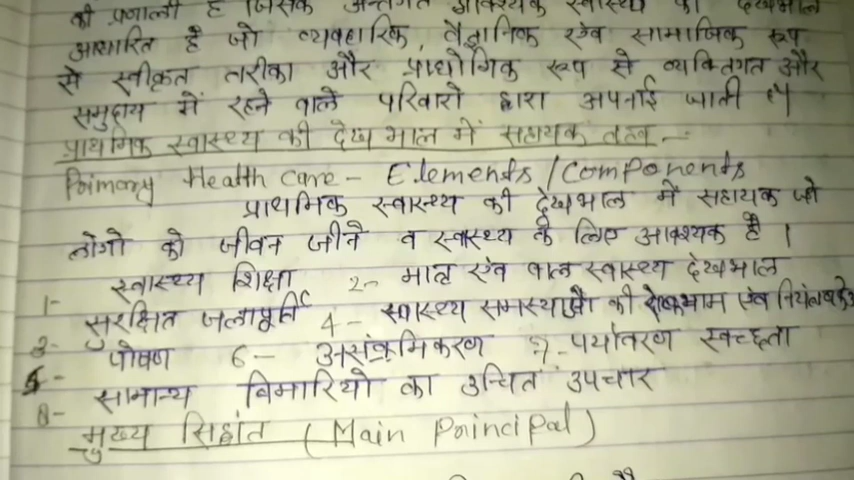 की प्रणाली है जिसके अन्तर्गत आवश्यक स्वास्थ्य की देखभाल
आधारित है जो व्यवहारिक, वैज्ञानिक एंव सामाजिक रूप
से स्वीकृत तरीका और प्राधोगिक रूप से व्यक्तिगत और
समुदाय में रहने वाले परिवारो द्वारा अपनाई जाती
प्राथमिक स्वास्थ्य की देखभाल में सहायक तत्व -:
Primary Health care - Elements / Components
प्राथमिक स्वास्थ्य की देखभाल में सहायक जो
लोगो को जीवन जीने व स्वास्थ्य के लिए आवश्यक है ।
1- स्वास्थ्य शिक्षा 2- मातृ एंव बाल स्वास्थ्य देखभाल
3- सुरक्षित जलापूर्ति 4- स्वास्थ्य समस्याओ की रोकथाम एंव नियंत्रण
5- पोषण 6- असंक्रमिकरण 7- पर्यावरण स्वच्छता
8- सामान्य बिमारियो का उचित उपचार
मुख्य सिद्दांत (Main Principal)